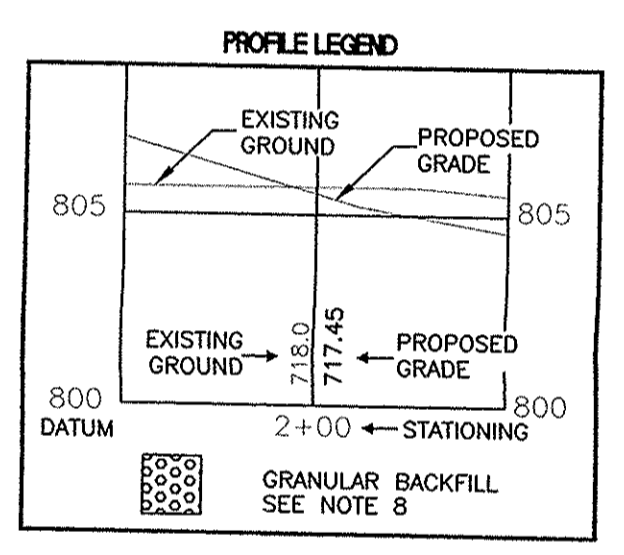 PROFILE LEGEND
EXISTING
GROUND
PROPOSED
GRADE
805
805
EXISTING
GROUND
718.0
717.45
PROPOSED
GRADE
800
800
DATUM
2+00
STATIONING
GRANULAR BACKFILL
SEE NOTE 8